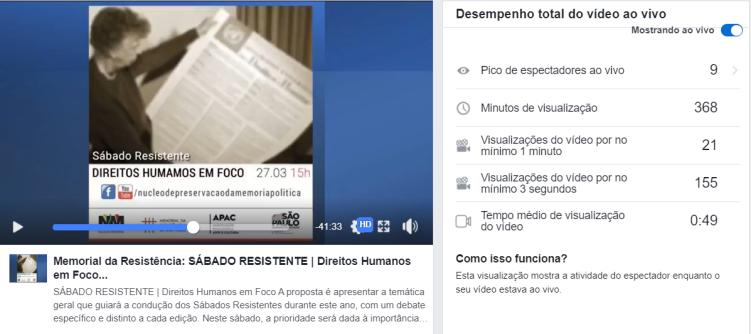 Sábado Resistente
DIREITOS HUMANOS EM FOCO 27.03 15h
/nucleodepreservacaodamemoriapolitica
APAC
SÃO PAULO
-41:33 HD
Memorial da Resistência: SÁBADO RESISTENTE | Direitos Humanos
em Foco...
SÁBADO RESISTENTE | Direitos Humanos em Foco A proposta é apresentar a temática
geral que guiará a condução dos Sábados Resistentes durante este ano, com um debate
específico e distinto a cada edição. Neste sábado, a prioridade será dada à importância...
Desempenho total do vídeo ao vivo
Mostrando ao vivo
Pico de espectadores ao vivo 9
Minutos de visualização 368
Visualizações do vídeo por no
mínimo 1 minuto 21
Visualizações do vídeo por no
mínimo 3 segundos 155
Tempo médio de visualização
do vídeo 0:49
Como isso funciona?
Esta visualização mostra a atividade do espectador enquanto o
seu vídeo estava ao vivo.